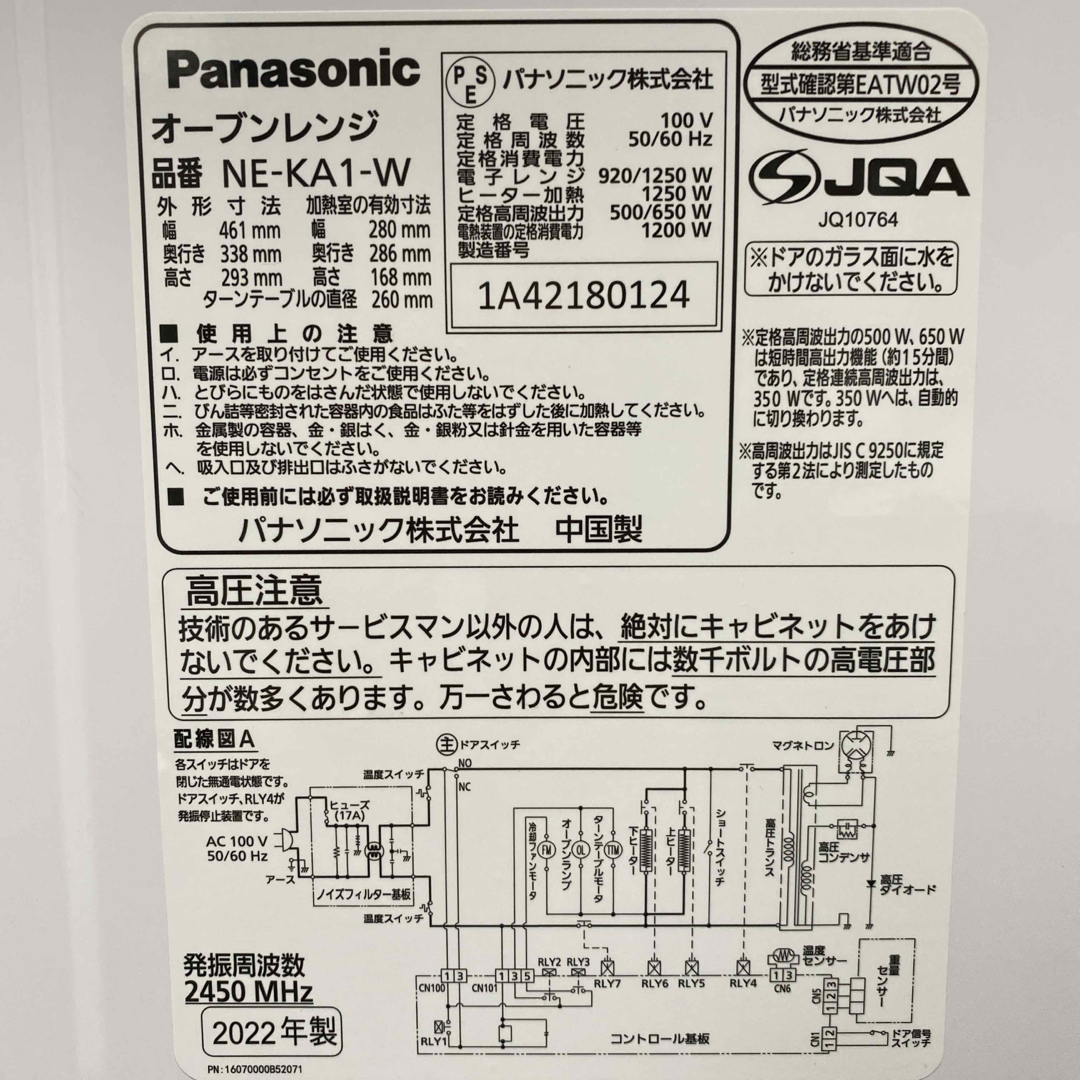 Panasonic
オーブンレンジ
品番 NE-KA1-W
外形寸法 加熱室の有効寸法
幅 461 mm 幅 280 mm
奥行き 338 mm 奥行き 286 mm
高さ 293 mm 高さ 168 mm
ターンテーブルの直径 260 mm
PSE パナソニック株式会社
定格電圧 100 V
定格周波数 50/60 Hz
定格消費電力
電子レンジ 920/1250 W
ヒーター加熱 1250 W
定格高周波出力 500/650 W
電熱装置の定格消費電力 1200 W
製造番号
1A42180124
■ 使用上の注意
イ. アースを取り付けてご使用ください。
ロ. 電源は必ずコンセントをご使用ください。
ハ. とびらにものをはさんだ状態で使用しないでください。
ニ. びん詰等密封された容器内の食品はふた等をはずした後に加熱してください。
ホ. 金属製の容器、金・銀はく、金・銀粉又は針金を用いた容器等
を使用しないでください。
ヘ. 吸入口及び排出口はふさがないでください。
■ ご使用前には必ず取扱説明書をお読みください。
パナソニック株式会社 中国製
総務省基準適合
型式確認第EATW02号
パナソニック株式会社
JQA
JQ10764
※ドアのガラス面に水を
かけないでください。
※定格高周波出力の500 W、650 W
は短時間高出力機能(約15分間)
であり、定格連続高周波出力は、
350 Wです。350 Wへは、自動的
に切り換わります。
※高周波出力はJIS C 9250に規定
する第2法により測定したもの
です。
高圧注意
技術のあるサービスマン以外の人は、絶対にキャビネットをあけ
ないでください。キャビネットの内部には数千ボルトの高電圧部
分が数多くあります。万一さわると危険です。
配線図A
各スイッチはドアを
閉じた無通電状態です。
ドアスイッチ、RLY4が
発振停止装置です。
AC 100 V
50/60 Hz
アース
ヒューズ
(17A)
ノイズフィルター基板
温度スイッチ
温度スイッチ
主 ドアスイッチ
NO
NC
冷却ファンモータ
FM
オーブンランプ
OL
ターンテーブルモータ
TTM
下ヒーター
上ヒーター
ショートスイッチ
高圧トランス
マグネトロン
高圧
コンデンサ
高圧
ダイオード
発振周波数
2450 MHz
2022年製
PN:16070000B52071
1 3
CN100
1 3 5
CN101
RLY2 RLY3
RLY7 RLY6 RLY5 RLY4
RLY1
温度
センサー
1 3
CN6
重量センサー
CN5
1 2 3
CN1
1 2
ドア信号
スイッチ
コントロール基板